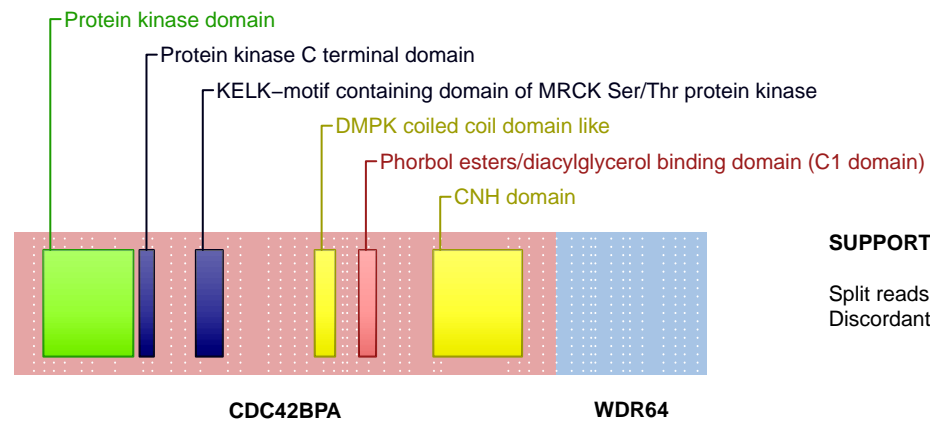 Protein kinase domain
Protein kinase C terminal domain
KELK−motif containing domain of MRCK Ser/Thr protein kinase
DMPK coiled coil domain like
Phorbol esters/diacylglycerol binding domain (C1 domain)
CNH domain
SUPPORT
Split reads
Discordant
CDC42BPA
WDR64